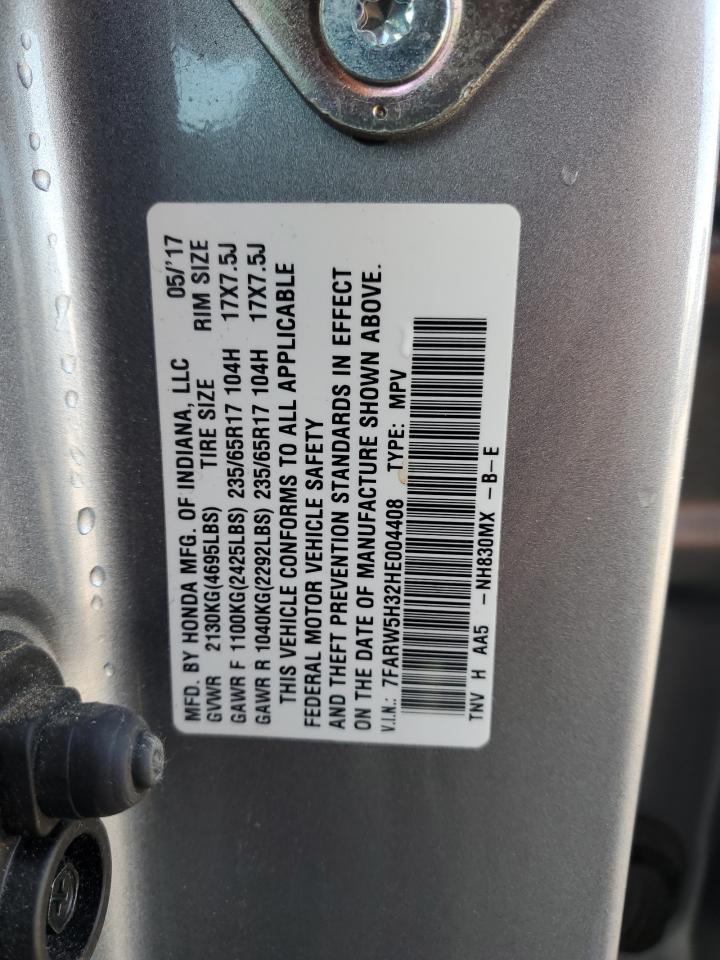 MFD. BY HONDA MFG. OF INDIANA, LLC 05/'17
GVWR 2130KG(4695LBS) TIRE SIZE RIM SIZE
GAWR F 1100KG(2425LBS) 235/65R17 104H 17X7.5J
GAWR R 1040KG(2292LBS) 235/65R17 104H 17X7.5J
THIS VEHICLE CONFORMS TO ALL APPLICABLE
FEDERAL MOTOR VEHICLE SAFETY
AND THEFT PREVENTION STANDARDS IN EFFECT
ON THE DATE OF MANUFACTURE SHOWN ABOVE.
V.I.N.: 7FARW5H32HE004408 TYPE: MPV
TNV H AA5 -NH830MX -B-E